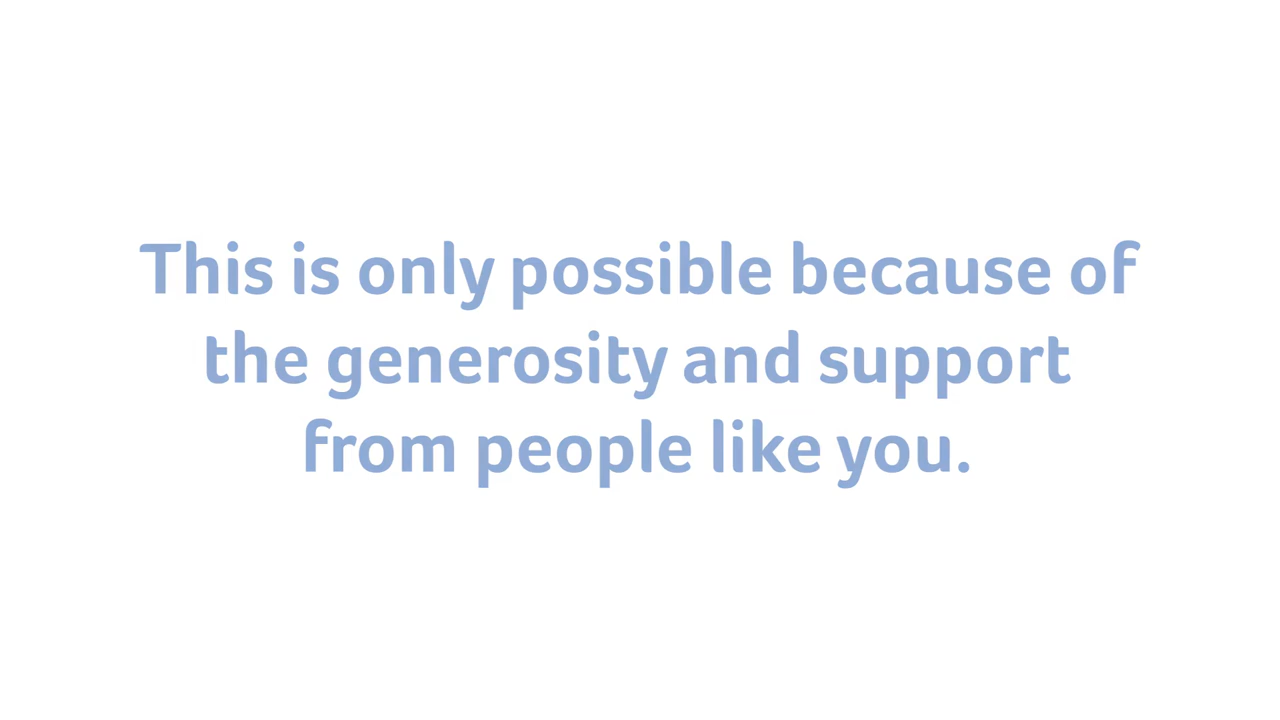 This is only possible because of
the generosity and support
from people like you.